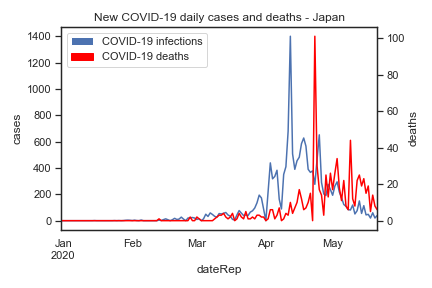 New COVID-19 daily cases and deaths - Japan
COVID-19 infections
COVID-19 deaths
1400
1200
1000
800
600
400
200
0
cases
100
80
60
40
20
0
deaths
Jan
2020
Feb
Mar
Apr
May
dateRep